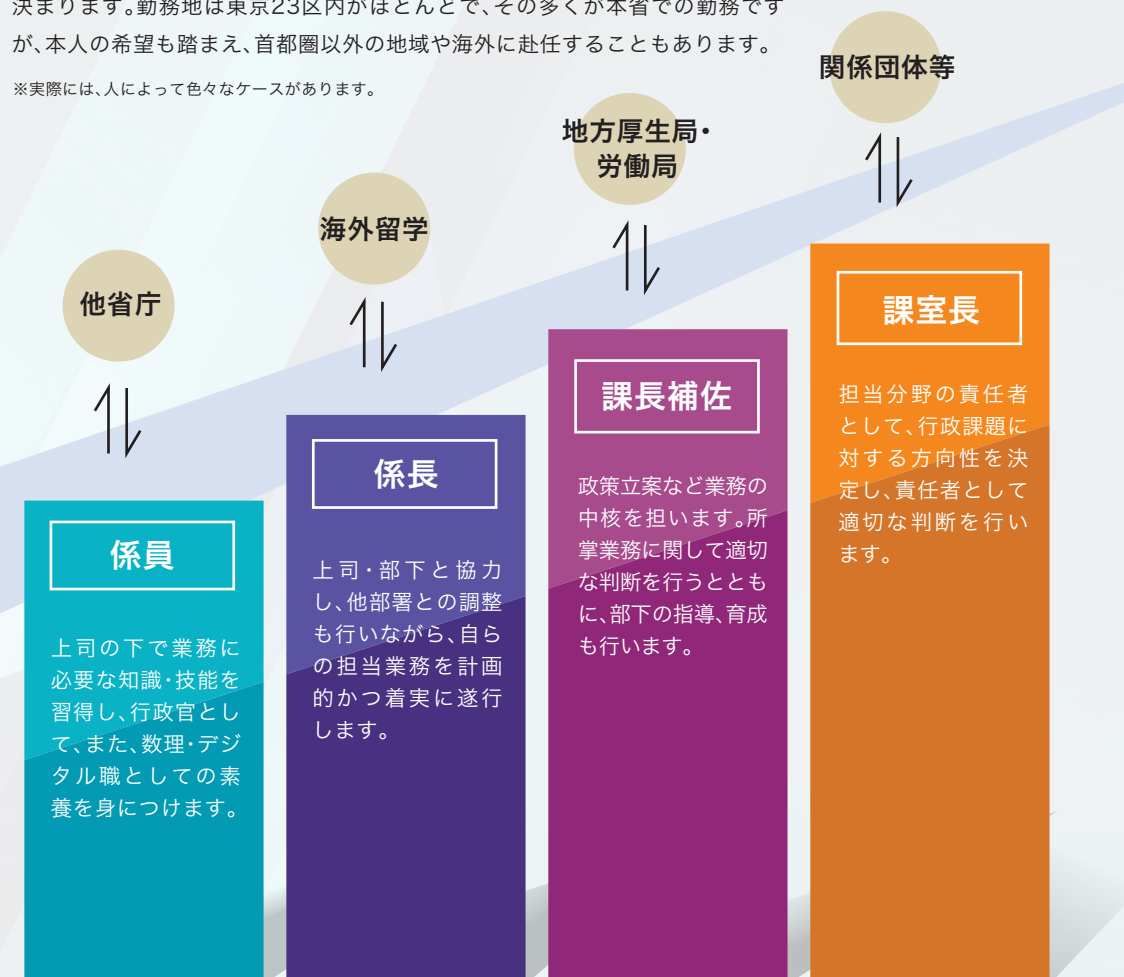 決まります。勤務地は東京23区内がほとんどで、その多くが本省での勤務です
が、本人の希望も踏まえ、首都圏以外の地域や海外に赴任することもあります。
※実際には、人によって色々なケースがあります。
他省庁
海外留学
地方厚生局・
労働局
関係団体等
係員
上司の下で業務に
必要な知識・技能を
習得し、行政官とし
て、また、数理・デジ
タル職としての素
養を身につけます。
係長
上司・部下と協力
し、他部署との調整
も行いながら、自ら
の担当業務を計画
的かつ着実に遂行
します。
課長補佐
政策立案など業務の
中核を担います。所
掌業務に関して適切
な判断を行うととも
に、部下の指導、育成
も行います。
課室長
担当分野の責任者
として、行政課題に
対する方向性を決
定し、責任者として
適切な判断を行い
ます。